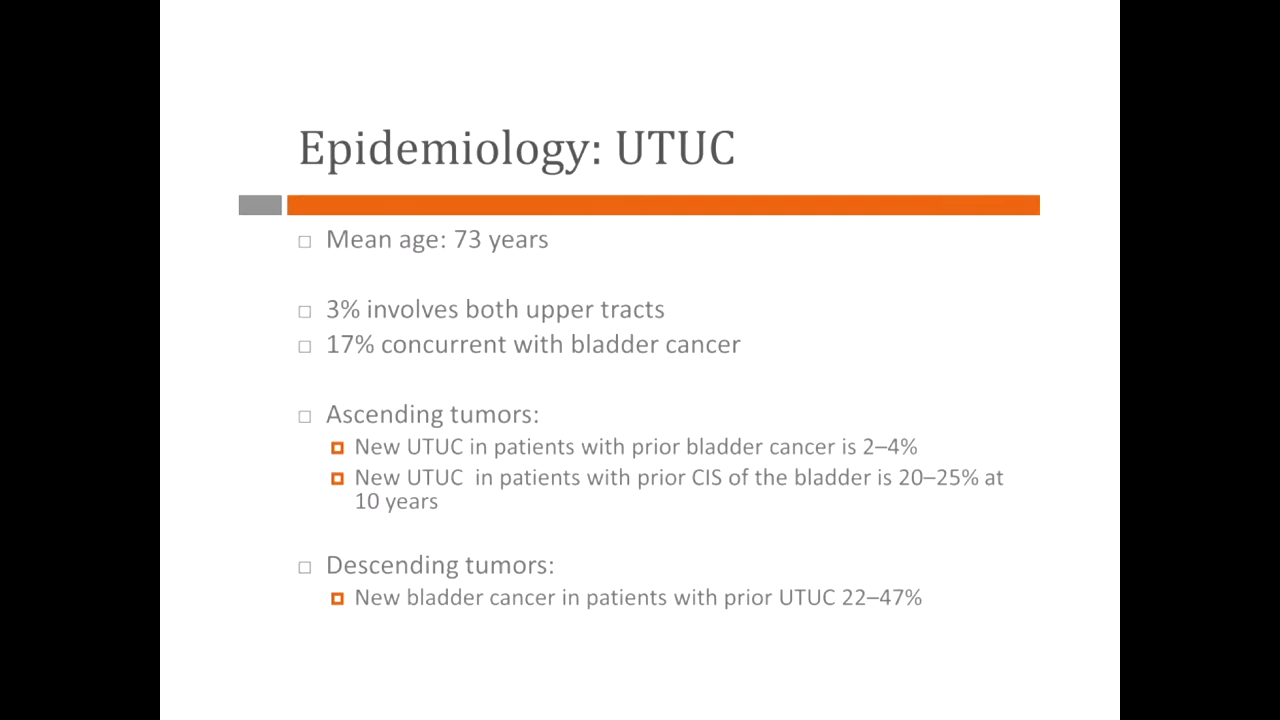 Epidemiology: UTUC
Mean age: 73 years
3% involves both upper tracts
17% concurrent with bladder cancer
Ascending tumors:
New UTUC in patients with prior bladder cancer is 2–4%
New UTUC  in patients with prior CIS of the bladder is 20–25% at
10 years
Descending tumors:
New bladder cancer in patients with prior UTUC 22–47%